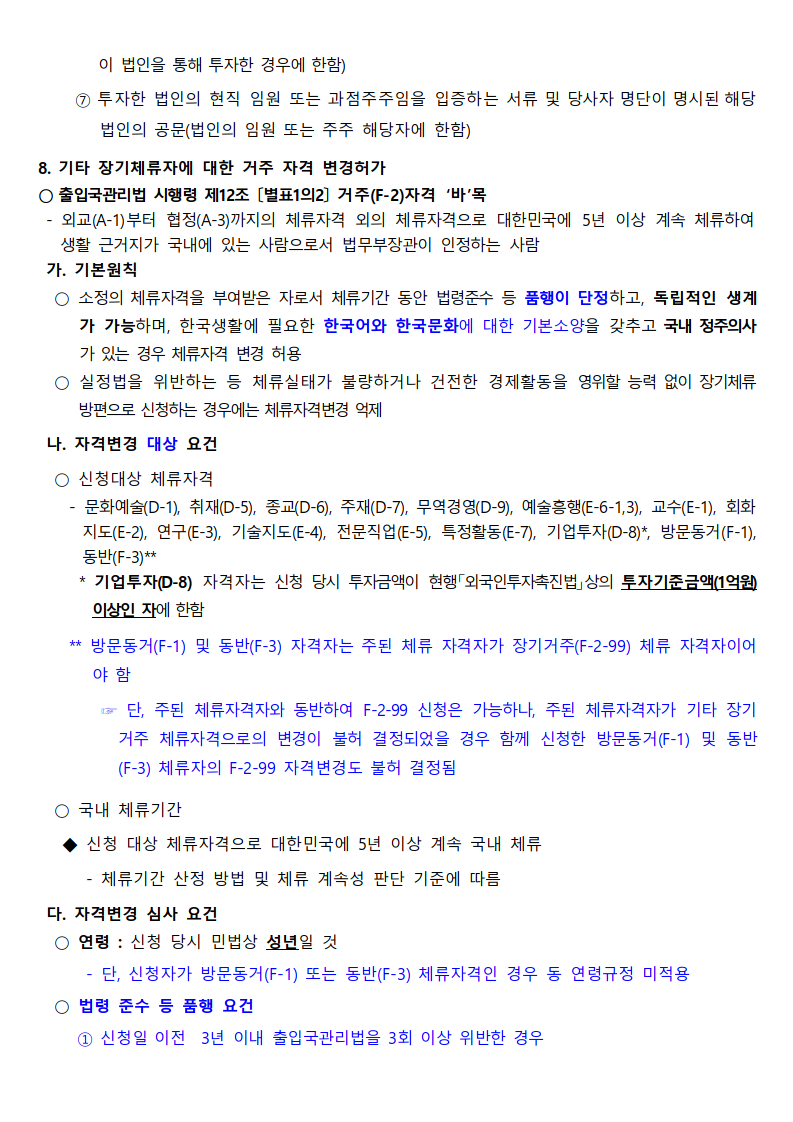 이 법인을 통해 투자한 경우에 한함)
⑦ 투자한 법인의 현직 임원 또는 과점주주임을 입증하는 서류 및 당사자 명단이 명시된 해당
법인의 공문(법인의 임원 또는 주주 해당자에 한함)
8. 기타 장기체류자에 대한 거주 자격 변경허가
○ 출입국관리법 시행령 제12조 [별표1의2] 거주(F-2)자격 ‘바’목
- 외교(A-1)부터 협정(A-3)까지의 체류자격 외의 체류자격으로 대한민국에 5년 이상 계속 체류하여
생활 근거지가 국내에 있는 사람으로서 법무부장관이 인정하는 사람
가. 기본원칙
○ 소정의 체류자격을 부여받은 자로서 체류기간 동안 법령준수 등 품행이 단정하고, 독립적인 생계
가 가능하며, 한국생활에 필요한 한국어와 한국문화에 대한 기본소양을 갖추고 국내 정주의사
가 있는 경우 체류자격 변경 허용
○ 실정법을 위반하는 등 체류실태가 불량하거나 건전한 경제활동을 영위할 능력 없이 장기체류
방편으로 신청하는 경우에는 체류자격변경 억제
나. 자격변경 대상 요건
○ 신청대상 체류자격
- 문화예술(D-1), 취재(D-5), 종교(D-6), 주재(D-7), 무역경영(D-9), 예술흥행(E-6-1,3), 교수(E-1), 회화
지도(E-2), 연구(E-3), 기술지도(E-4), 전문직업(E-5), 특정활동(E-7), 기업투자(D-8)*, 방문동거(F-1),
동반(F-3)**
* 기업투자(D-8) 자격자는 신청 당시 투자금액이 현행「외국인투자촉진법」상의 투자기준금액(1억원)
이상인 자에 한함
** 방문동거(F-1) 및 동반(F-3) 자격자는 주된 체류 자격자가 장기거주(F-2-99) 체류 자격자이어
야 함
☞ 단, 주된 체류자격자와 동반하여 F-2-99 신청은 가능하나, 주된 체류자격자가 기타 장기
거주 체류자격으로의 변경이 불허 결정되었을 경우 함께 신청한 방문동거(F-1) 및 동반
(F-3) 체류자의 F-2-99 자격변경도 불허 결정됨
○ 국내 체류기간
◆ 신청 대상 체류자격으로 대한민국에 5년 이상 계속 국내 체류
- 체류기간 산정 방법 및 체류 계속성 판단 기준에 따름
다. 자격변경 심사 요건
○ 연령 : 신청 당시 민법상 성년일 것
- 단, 신청자가 방문동거(F-1) 또는 동반(F-3) 체류자격인 경우 동 연령규정 미적용
○ 법령 준수 등 품행 요건
① 신청일 이전 3년 이내 출입국관리법을 3회 이상 위반한 경우